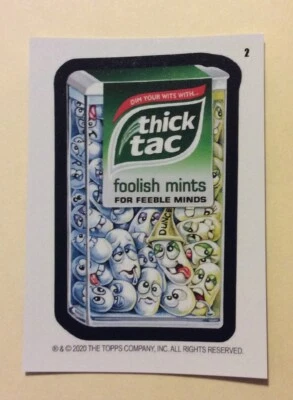 2
DIM YOUR WITS WITH...
thick
tac
foolish mints
FOR FEEBLE MINDS
DUNCE
® & © 2020 THE TOPPS COMPANY, INC. ALL RIGHTS RESERVED.